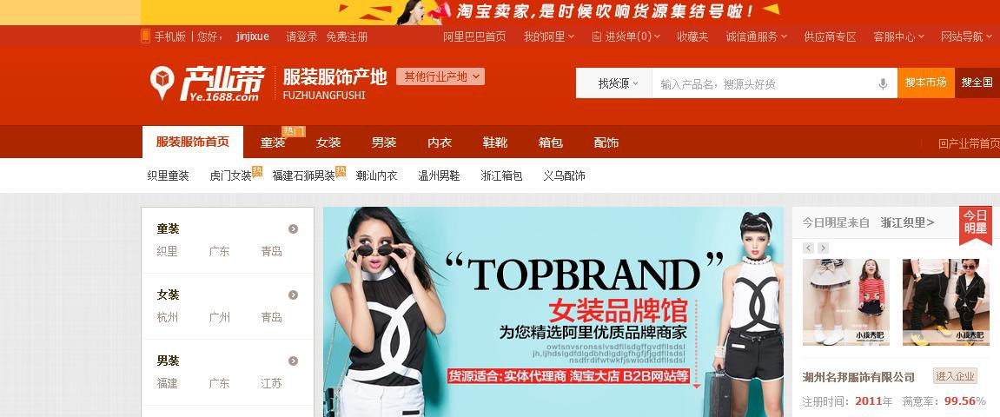 淘宝卖家,是时候吹响货源集结号啦!
手机版 | 您好, jinjixue 请登录 免费注册 阿里巴巴首页 我的阿里 进货单(0) 收藏夹 诚信通服务 供应商专区 客服中心 网站导航
产业带 服装服饰产地 其他行业产地
Ye.1688.com FUZHUANGFUSHI
找货源 输入产品名，搜源头好货 搜本市场 搜全国
服装服饰首页 童装 热门 女装 男装 内衣 鞋靴 箱包 配饰 回产业带首页
织里童装 虎门女装 热 福建石狮男装 热 潮汕内衣 温州男鞋 浙江箱包 义乌配饰
童装
织里 广东 青岛
女装
杭州 广州 青岛
男装
福建 广东 江苏
“TOPBRAND”
女装品牌馆
为您精选阿里优质品牌商家
货源适合:实体代理商 淘宝大店 B2B网站等
今日明星来自 浙江织里>
今日
明星
小孩秀吧 小孩秀吧
湖州名邦服饰有限公司 进入企业
注册时间：2011年 满意率：99.56%